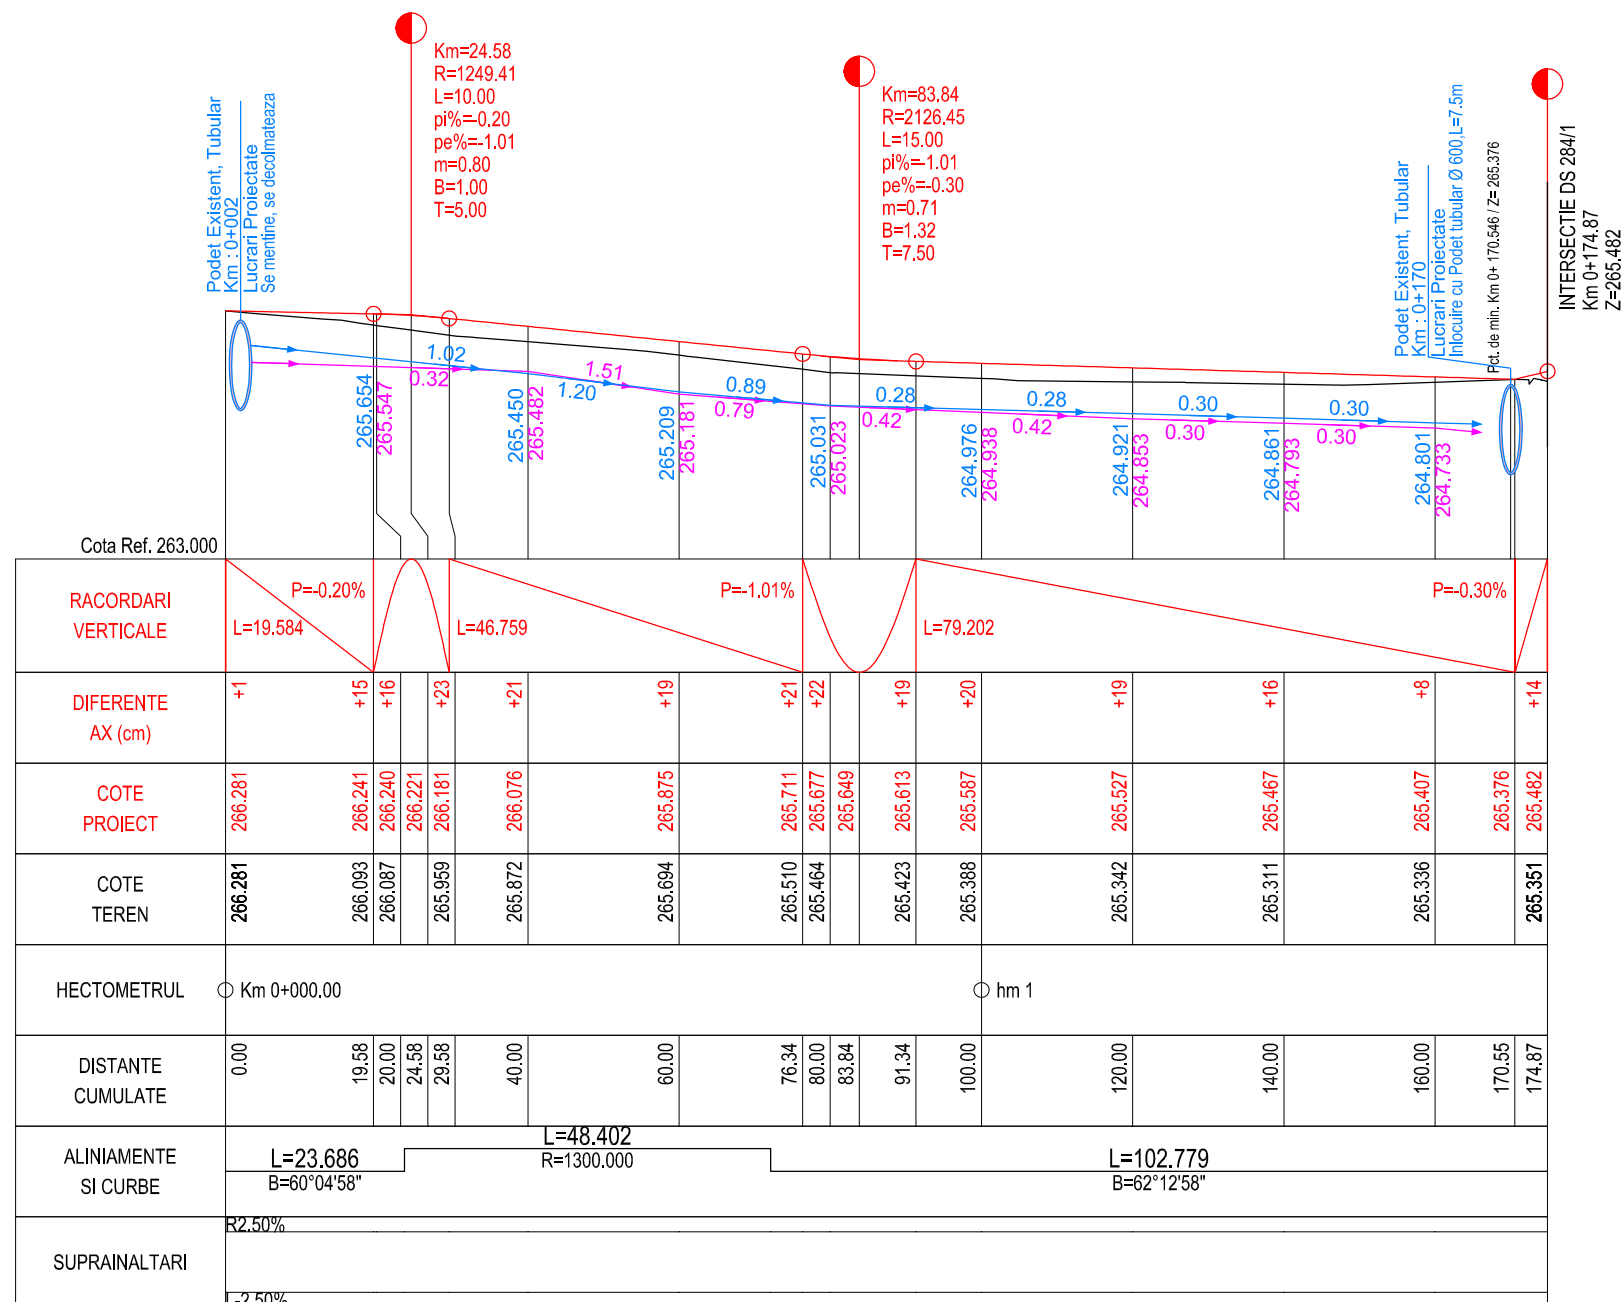 Podet Existent, Tubular
Km : 0+002
Lucrari Proiectate
Se mentine, se decolmateaza
Km=24.58
R=1249.41
L=10.00
pi%=-0.20
pe%=-1.01
m=0.80
B=1.00
T=5.00
Km=83.84
R=2126.45
L=15.00
pi%=-1.01
pe%=-0.30
m=0.71
B=1.32
T=7.50
Podet Existent, Tubular
Km : 0+170
Lucrari Proiectate
Inlocuire cu Podet tubular Ø 600,L=7.5m
Pct. de min. Km 0+ 170.546 / Z= 265.376
INTERSECTIE DS 284/1
Km 0+174.87
Z=265.482
1.02 1.20 0.89 0.28 0.28 0.30 0.30
0.32 1.51 0.79 0.42 0.42 0.30 0.30
265.654 265.450 265.209 265.031 264.976 264.921 264.861 264.801
265.547 265.482 265.181 265.023 264.938 264.853 264.793 264.733
Cota Ref. 263.000
RACORDARI
VERTICALE
P=-0.20% P=-1.01% P=-0.30%
L=19.584 L=46.759 L=79.202
DIFERENTE
AX (cm)
+1 +15 +16 +23 +21 +19 +21 +22 +19 +20 +19 +16 +8 +14
COTE
PROIECT
266.281 266.241 266.240 266.221 266.181 266.076 265.875 265.711 265.677 265.649 265.613 265.587 265.527 265.467 265.407 265.376 265.482
COTE
TEREN
266.281 266.093 266.087 265.959 265.872 265.694 265.510 265.464 265.423 265.388 265.342 265.311 265.336 265.351
HECTOMETRUL
Km 0+000.00 hm 1
DISTANTE
CUMULATE
0.00 19.58 20.00 24.58 29.58 40.00 60.00 76.34 80.00 83.84 91.34 100.00 120.00 140.00 160.00 170.55 174.87
ALINIAMENTE
SI CURBE
L=23.686 L=48.402 L=102.779
B=60°04'58" R=1300.000 B=62°12'58"
SUPRAINALTARI
R2.50%
L-2.50%